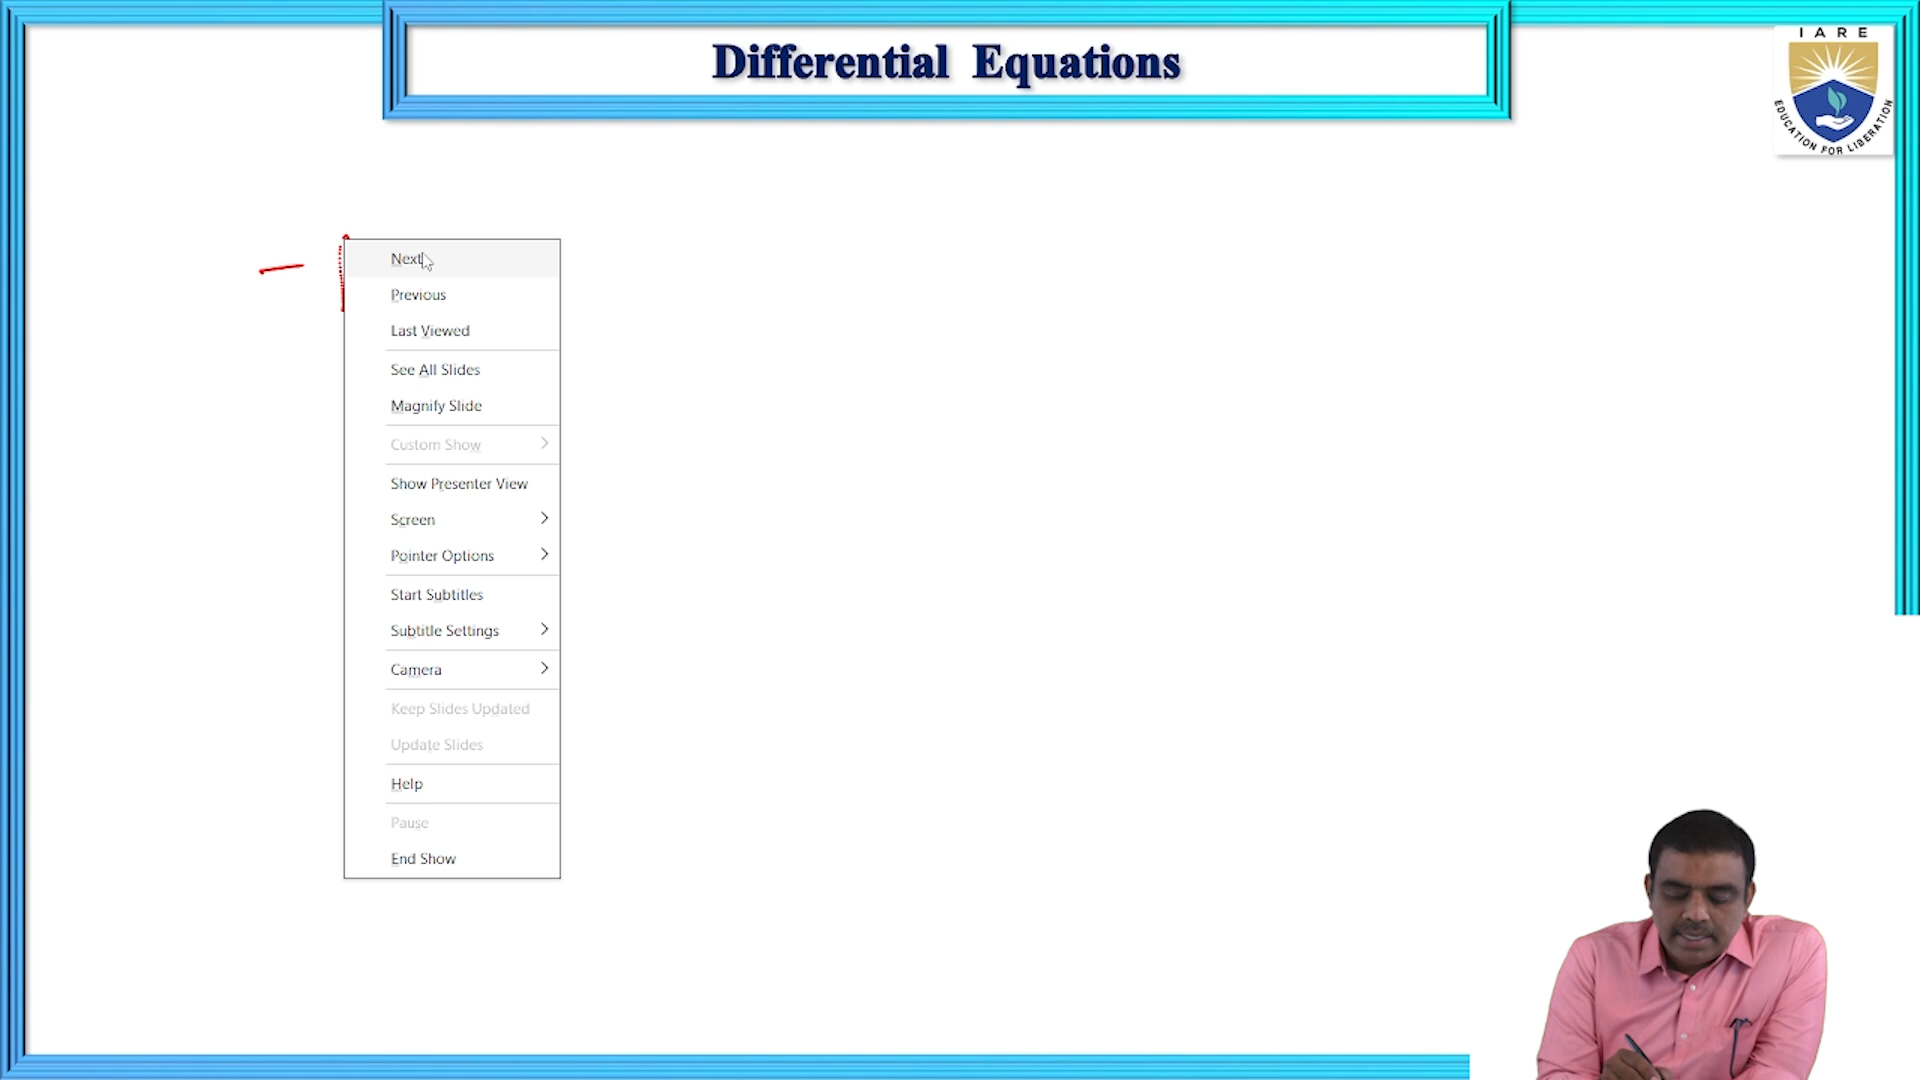 Differential Equations
IARE
EDUCATION FOR LIBERATION
Next
Previous
Last Viewed
See All Slides
Magnify Slide
Custom Show
Show Presenter View
Screen
Pointer Options
Start Subtitles
Subtitle Settings
Camera
Keep Slides Updated
Update Slides
Help
Pause
End Show